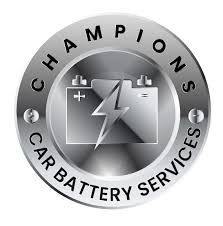 CHAMPIONS
+ -
CAR BATTERY SERVICES